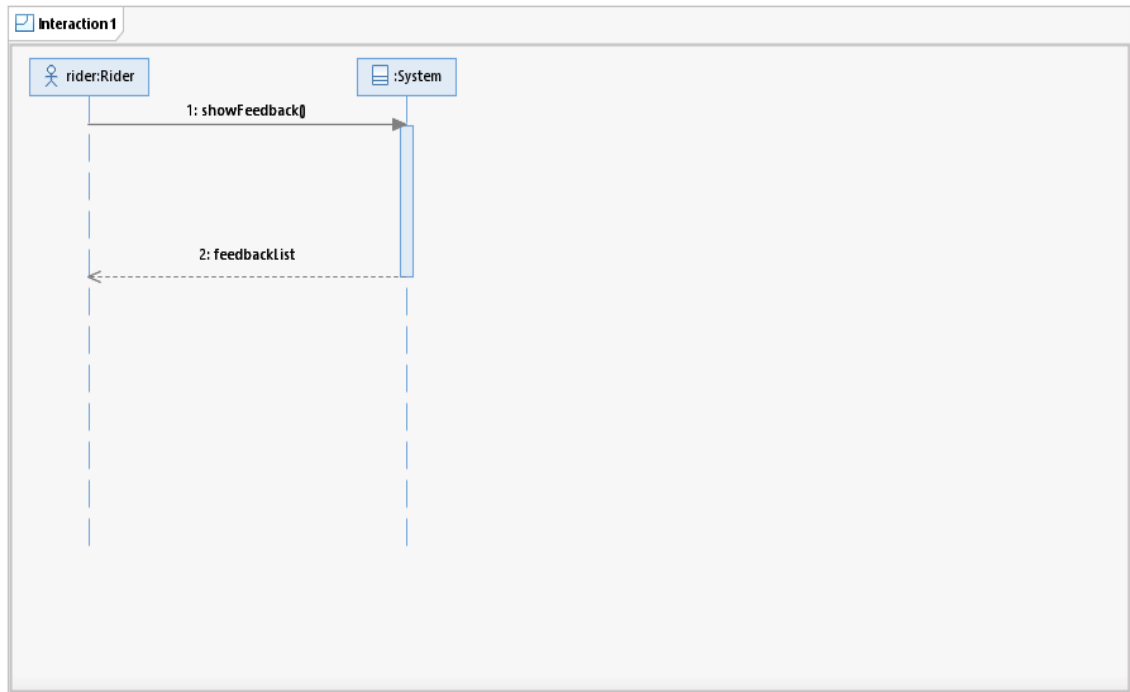 Interaction1
rider:Rider
:System
1: showFeedback()
2: feedbackList